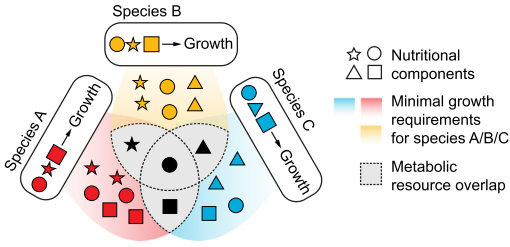 Species B
Growth
Species A
Growth
Species C
Growth
Nutritional
components
Minimal growth
requirements
for species A/B/C
Metabolic
resource overlap